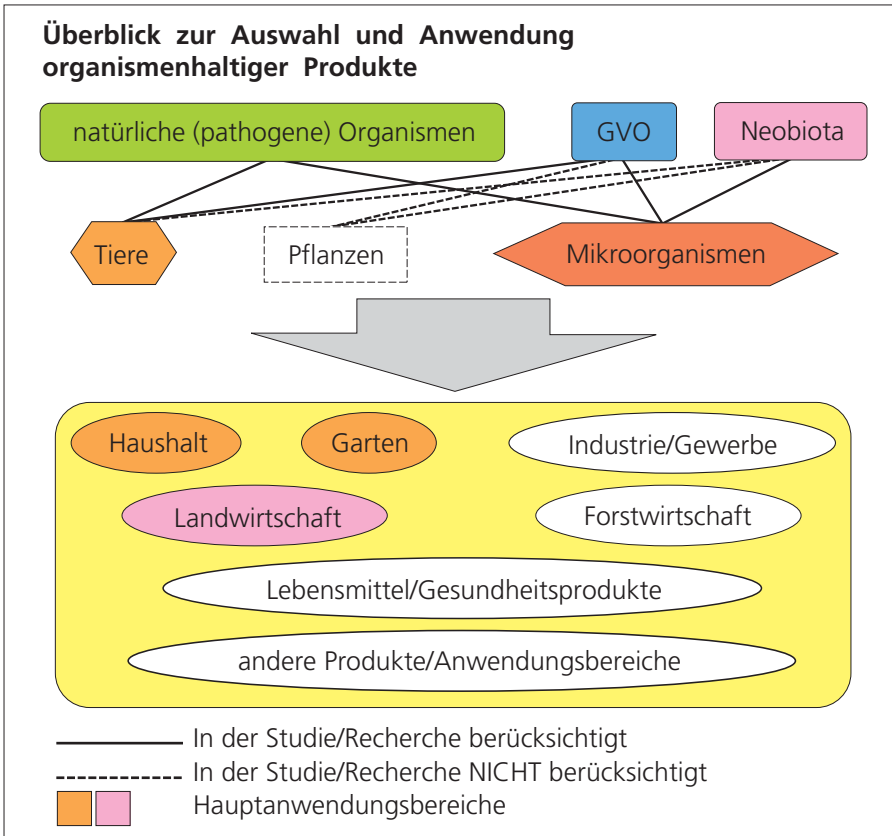 Überblick zur Auswahl und Anwendung
organismenhaltiger Produkte
natürliche (pathogene) Organismen
GVO
Neobiota
Tiere
Pflanzen
Mikroorganismen
Haushalt
Garten
Industrie/Gewerbe
Landwirtschaft
Forstwirtschaft
Lebensmittel/Gesundheitsprodukte
andere Produkte/Anwendungsbereiche
In der Studie/Recherche berücksichtigt
In der Studie/Recherche NICHT berücksichtigt
Hauptanwendungsbereiche